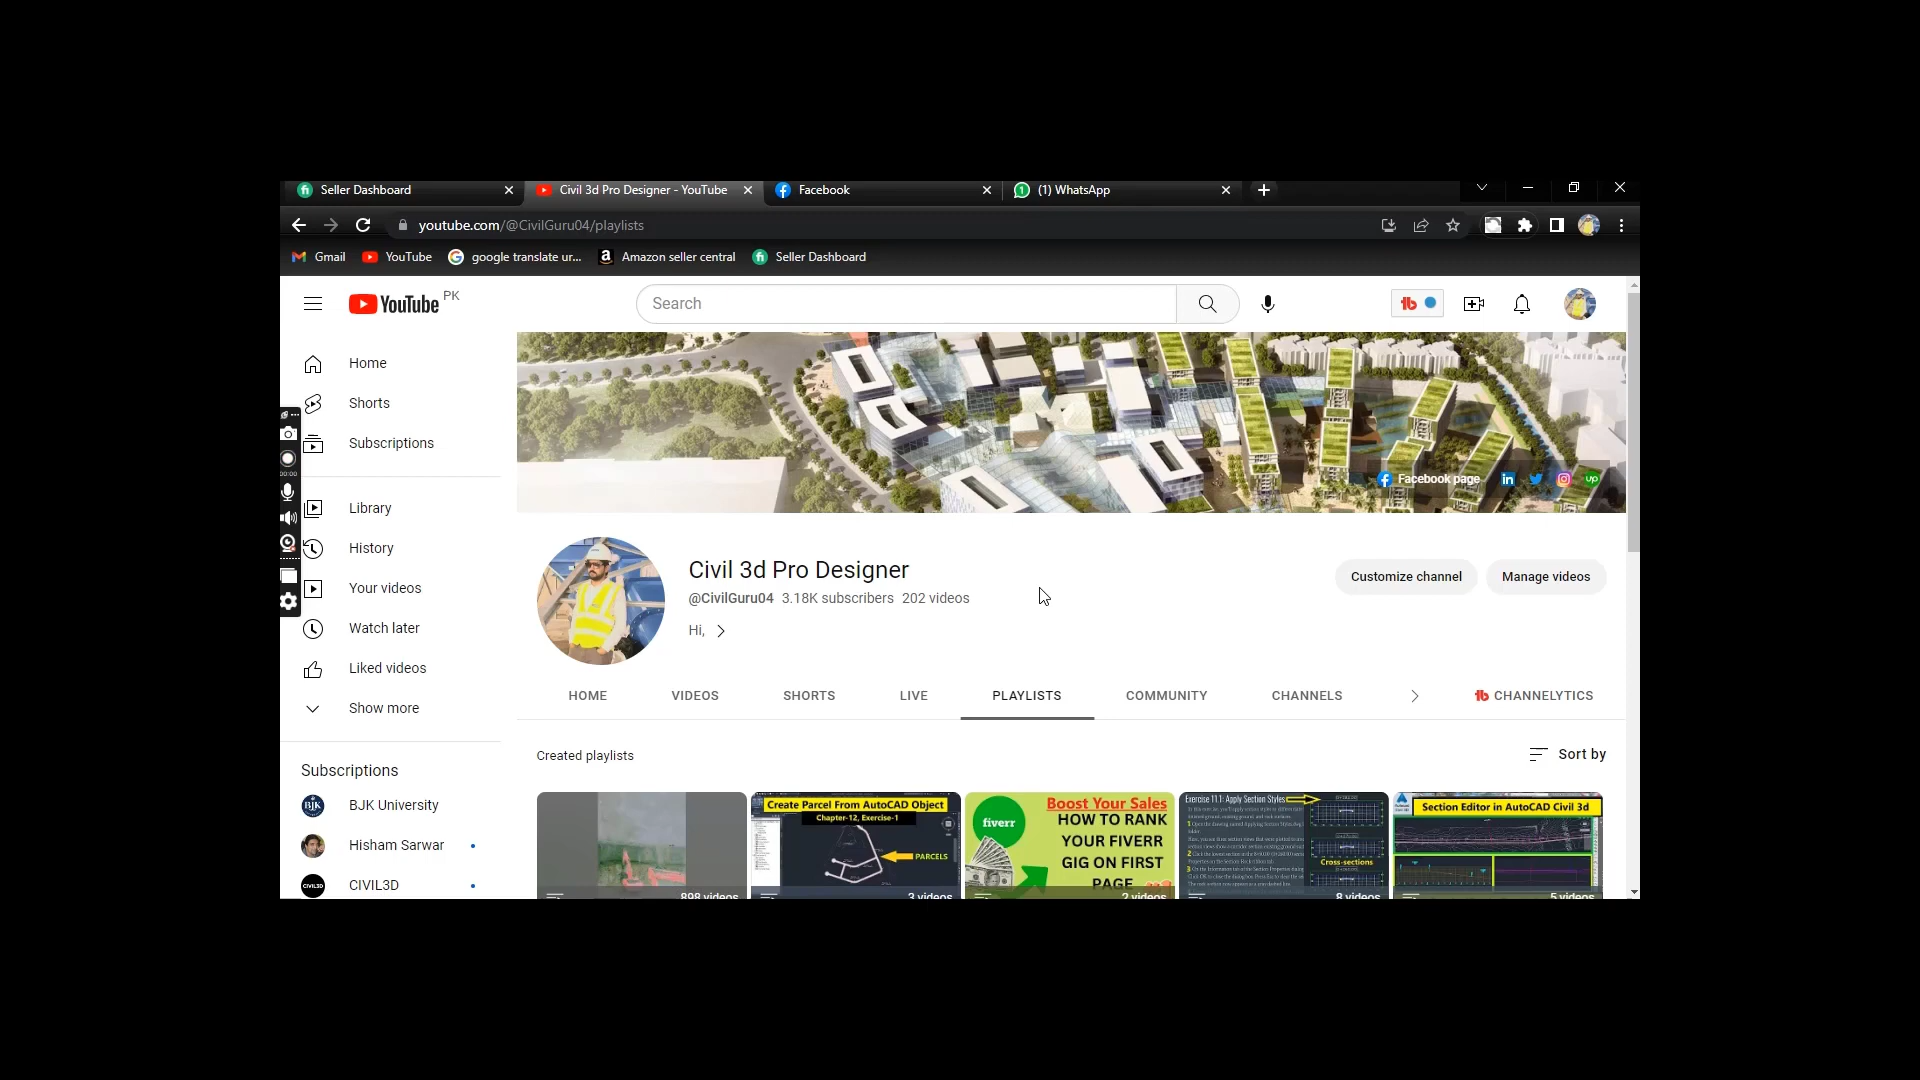 Seller Dashboard
Civil 3d Pro Designer - YouTube
Facebook
(1) WhatsApp
youtube.com/@CivilGuru04/playlists
Gmail
YouTube
google translate ur...
Amazon seller central
Seller Dashboard
YouTube PK
Search
Home
Shorts
Subscriptions
Library
History
Your videos
Watch later
Liked videos
Show more
Subscriptions
BJK University
Hisham Sarwar
CIVIL3D
Facebook page
Civil 3d Pro Designer
@CivilGuru04 3.18K subscribers 202 videos
Hi,
Customize channel
Manage videos
HOME
VIDEOS
SHORTS
LIVE
PLAYLISTS
COMMUNITY
CHANNELS
CHANNELYTICS
Created playlists
Sort by
898 videos
Create Parcel From AutoCAD Object
Chapter-12, Exercise-1
PARCELS
3 videos
fiverr
Boost Your Sales
HOW TO RANK
YOUR FIVERR
GIG ON FIRST
PAGE
2 videos
Exercise 11.1: Apply Section Styles
Cross-sections
8 videos
Section Editor in AutoCAD Civil 3d
5 videos